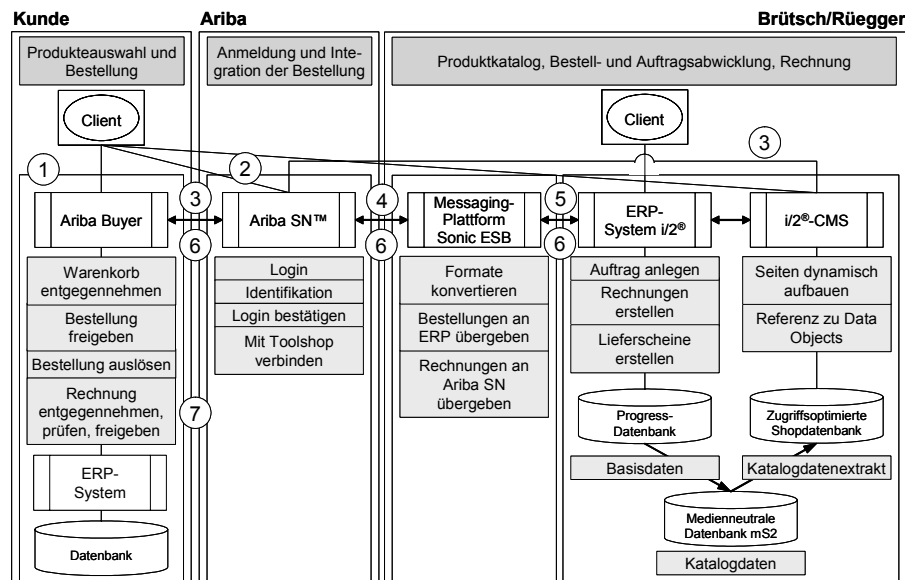 Kunde
Ariba
Brütsch/Rüegger
Produkteauswahl und
Bestellung
Anmeldung und Inte-
gration der Bestellung
Produktkatalog, Bestell- und Auftragsabwicklung, Rechnung
Client
Client
1
2
3
3
4
5
6
6
6
7
Ariba Buyer
Warenkorb
entgegennehmen
Bestellung
freigeben
Bestellung auslösen
Rechnung
entgegennehmen,
prüfen, freigeben
ERP-
System
Datenbank
Ariba SN™
Login
Identifikation
Login bestätigen
Mit Toolshop
verbinden
Messaging-
Plattform
Sonic ESB
Formate
konvertieren
Bestellungen an
ERP übergeben
Rechnungen an
Ariba SN
übergeben
ERP-
System i/2®
Auftrag anlegen
Rechnungen
erstellen
Lieferscheine
erstellen
Progress-
Datenbank
Basisdaten
i/2®-CMS
Seiten dynamisch
aufbauen
Referenz zu Data
Objects
Zugriffsoptimierte
Shopdatenbank
Katalogdatenextrakt
Medienneutrale
Datenbank mS2
Katalogdaten